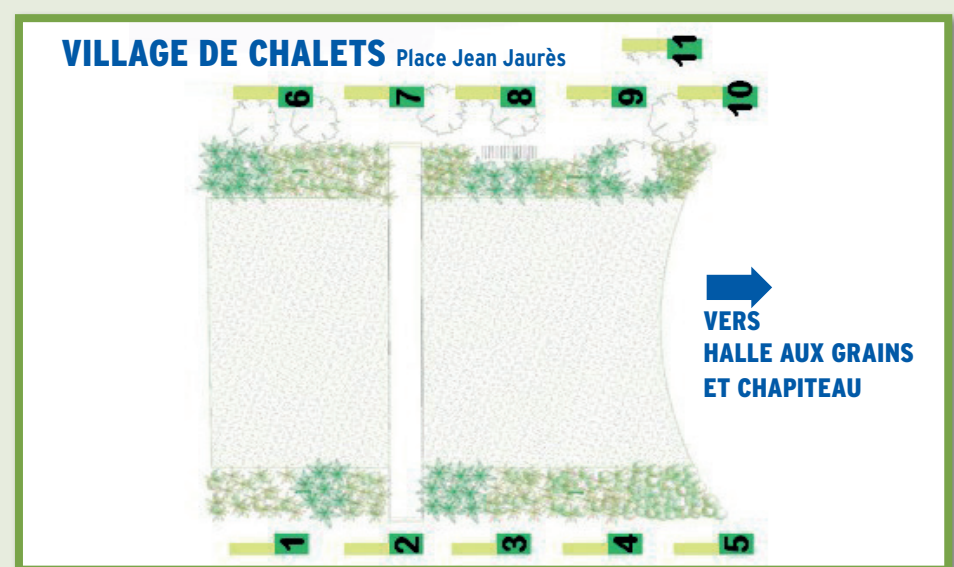 VILLAGE DE CHALETS Place Jean Jaurès
11
6 7 8 9 10
VERS
HALLE AUX GRAINS
ET CHAPITEAU
1 2 3 4 5